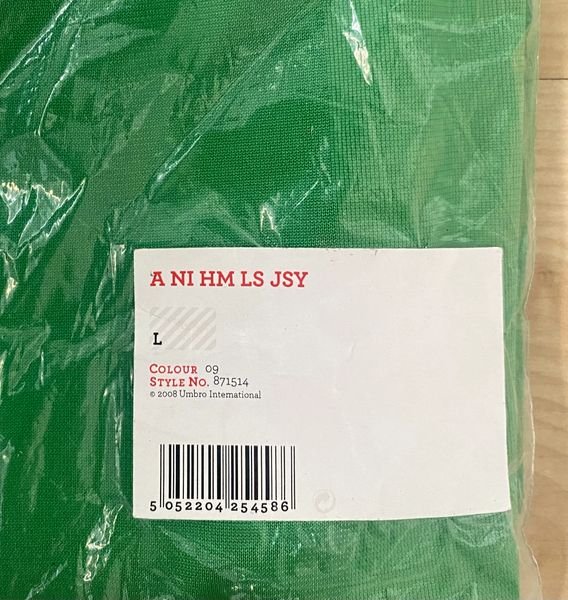 A NI HM LS JSY
L
COLOUR 09
STYLE NO. 871514
© 2008 Umbro International
5 052204 254586